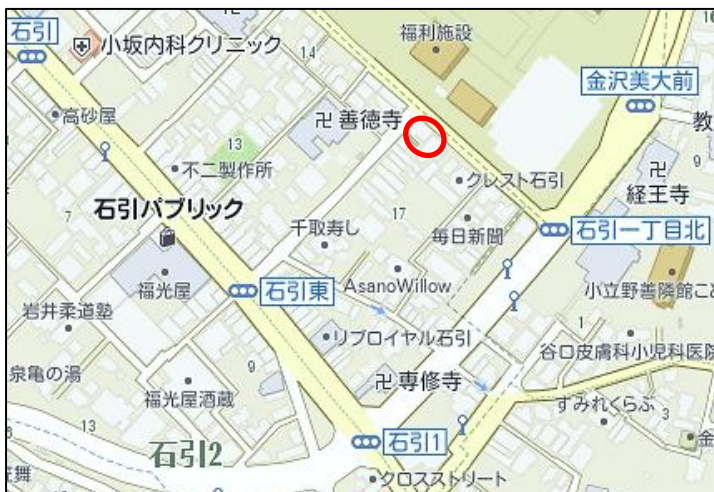 石引
小坂内科クリニック
14
福利施設
金沢美大前
高砂屋
卍 善徳寺
教
13
不二製作所
クレスト石引
卍
9
経王寺
7
石引パブリック
17
千取寿し
毎日新聞
石引一丁目北
福光屋
石引東
AsanoWillow
小立野善隣館こ
岩井柔道塾
リブロイヤル石引
1
谷口皮膚科小児科医院
泉亀の湯
9
福光屋酒蔵
卍 専修寺
すみれくらぶ
3
13
石引2
石引1
金
舞
クロスストリート